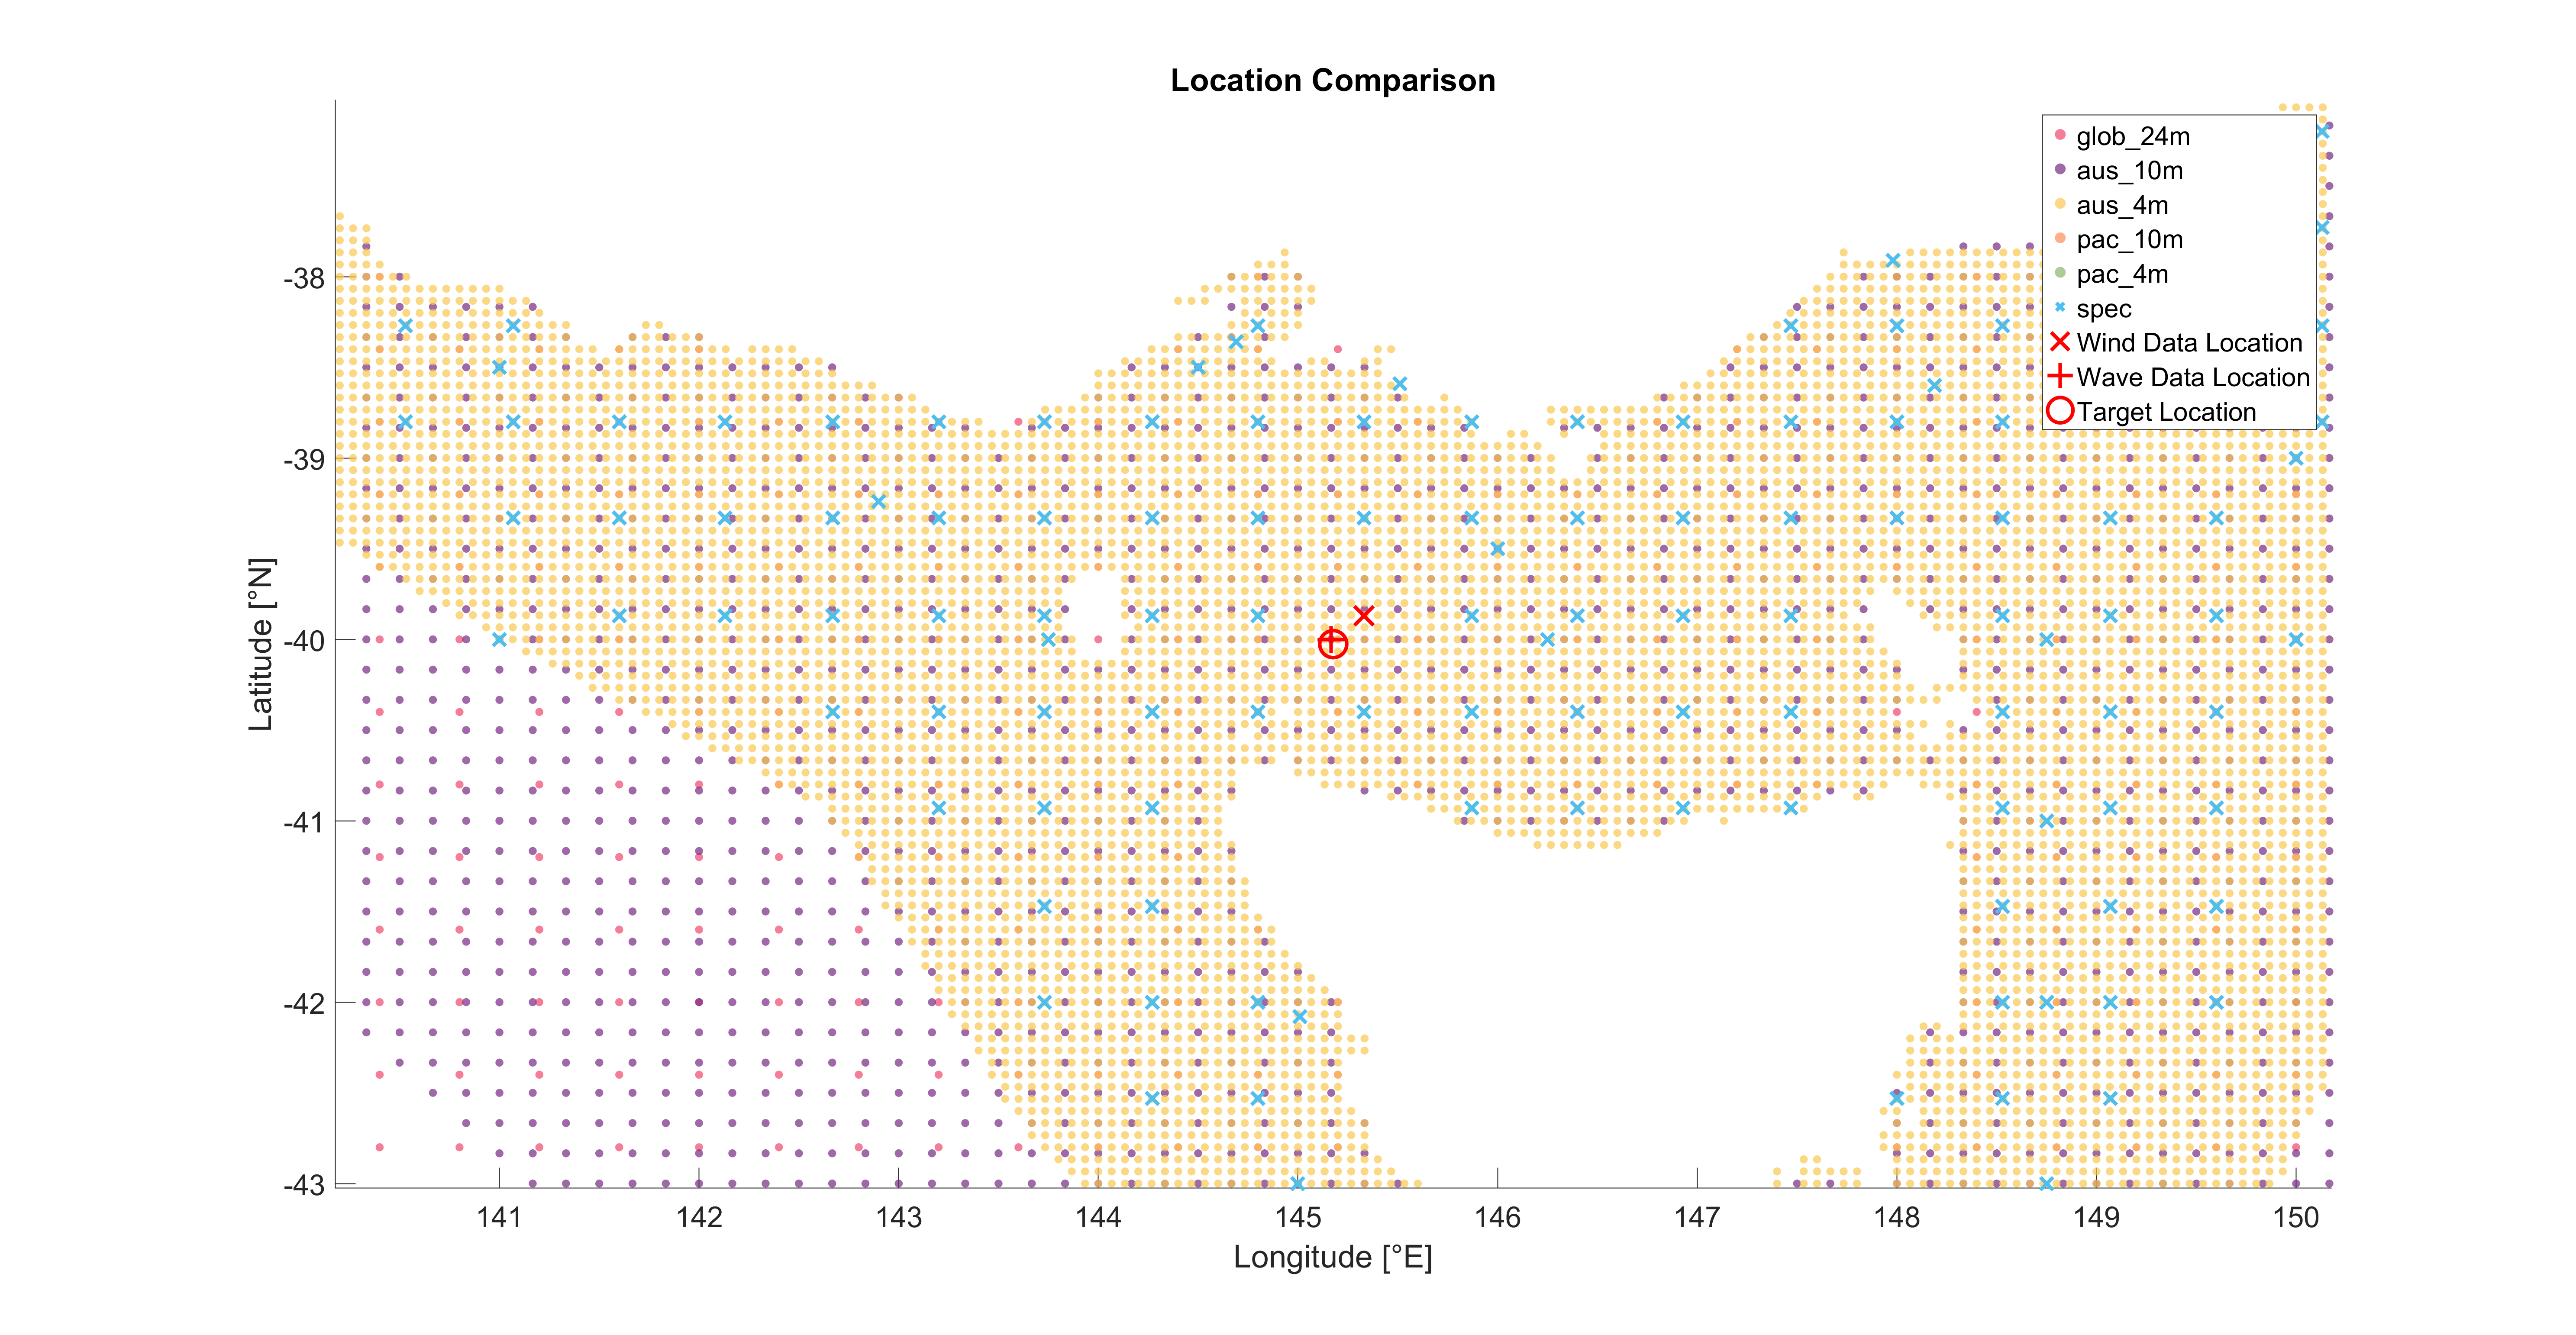 Location Comparison
glob_24m
aus_10m
aus_4m
pac_10m
pac_4m
spec
Wind Data Location
Wave Data Location
Target Location
Latitude [°N]
-38
-39
-40
-41
-42
-43
141 142 143 144 145 146 147 148 149 150
Longitude [°E]